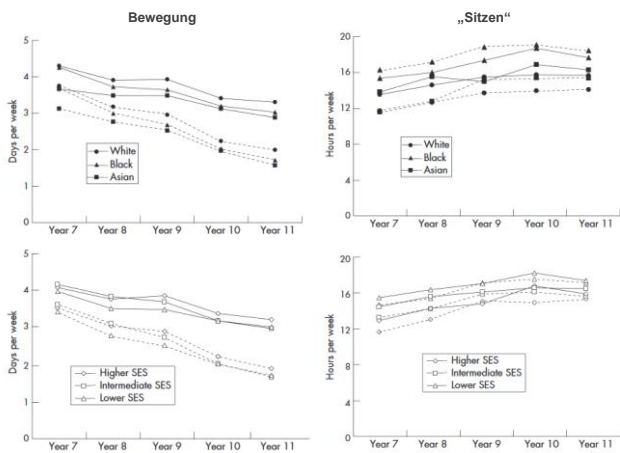 Bewegung
5
4
3
2
1
0
Days per week
White
Black
Asian
Year 7 Year 8 Year 9 Year 10 Year 11
„Sitzen“
20
16
12
8
4
0
Hours per week
White
Black
Asian
Year 7 Year 8 Year 9 Year 10 Year 11
5
4
3
2
1
0
Days per week
Higher SES
Intermediate SES
Lower SES
Year 7 Year 8 Year 9 Year 10 Year 11
20
16
12
8
4
0
Hours per week
Higher SES
Intermediate SES
Lower SES
Year 7 Year 8 Year 9 Year 10 Year 11